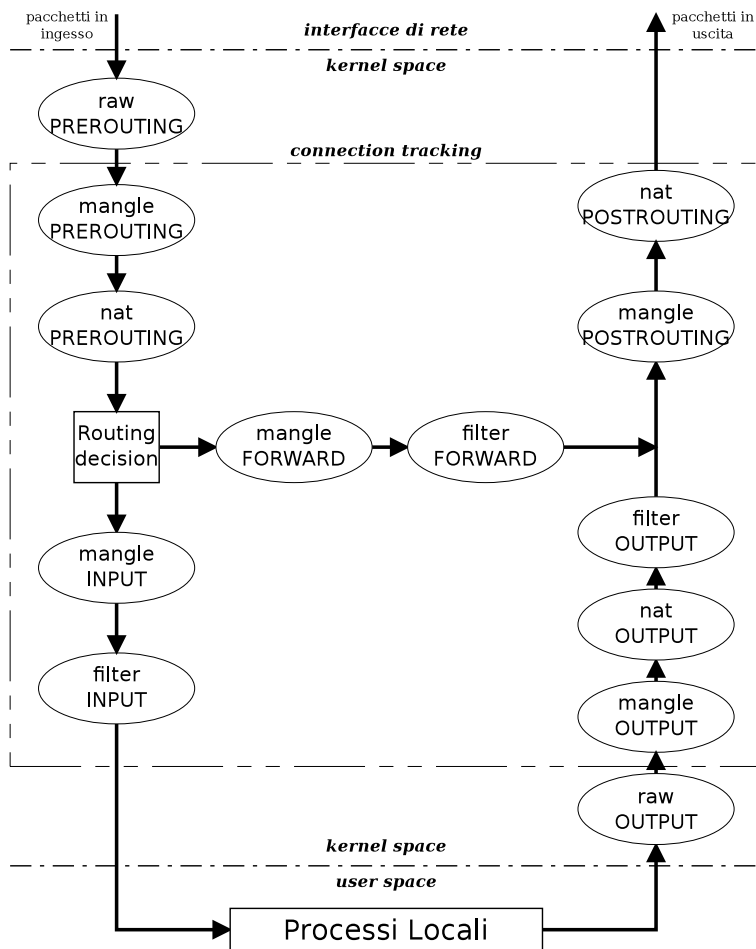 pacchetti in
ingesso
interfacce di rete
pacchetti in
uscita
kernel space
raw
PREROUTING
connection tracking
mangle
PREROUTING
nat
POSTROUTING
nat
PREROUTING
mangle
POSTROUTING
Routing
decision
mangle
FORWARD
filter
FORWARD
filter
OUTPUT
mangle
INPUT
nat
OUTPUT
filter
INPUT
mangle
OUTPUT
raw
OUTPUT
kernel space
user space
Processi Locali